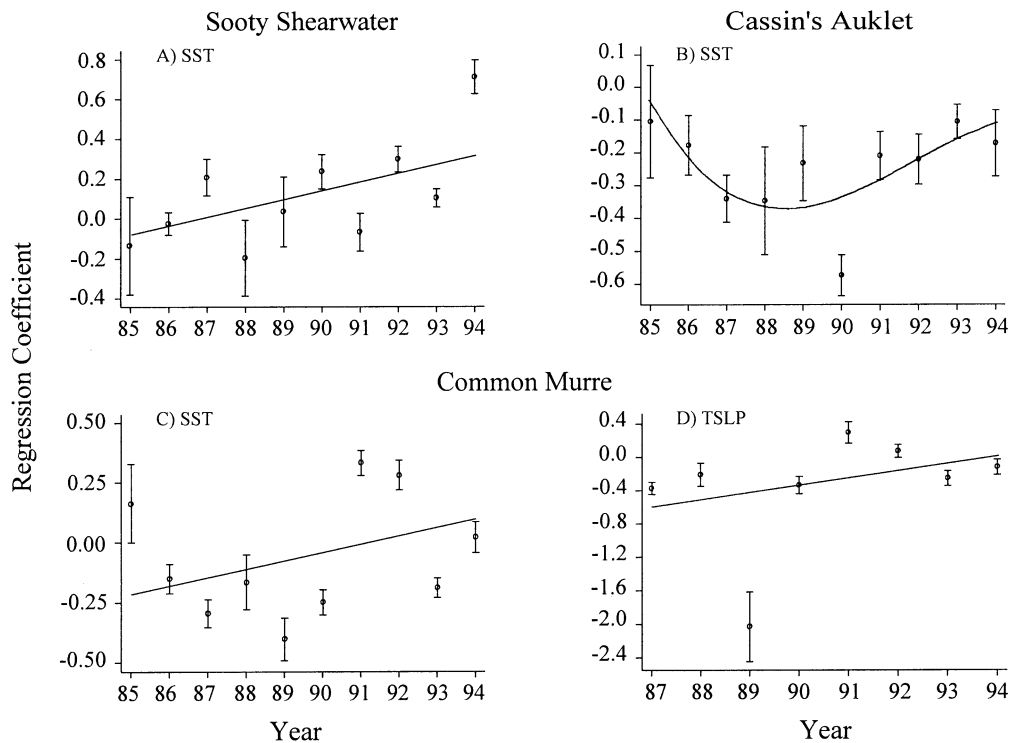 Sooty Shearwater
Cassin's Auklet
A) SST
0.8
0.6
0.4
0.2
0.0
-0.2
-0.4
85 86 87 88 89 90 91 92 93 94
B) SST
0.1
0.0
-0.1
-0.2
-0.3
-0.4
-0.5
-0.6
85 86 87 88 89 90 91 92 93 94
Regression Coefficient
Common Murre
C) SST
0.50
0.25
0.00
-0.25
-0.50
85 86 87 88 89 90 91 92 93 94
Year
D) TSLP
0.4
0.0
-0.4
-0.8
-1.2
-1.6
-2.0
-2.4
87 88 89 90 91 92 93 94
Year